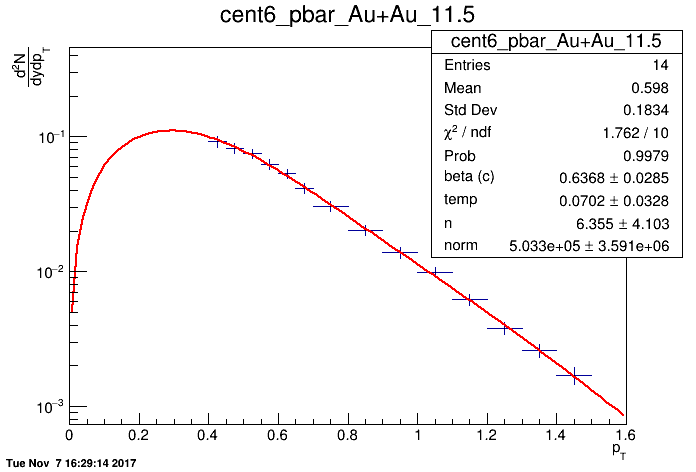 cent6_pbar_Au+Au_11.5
cent6_pbar_Au+Au_11.5
Entries 14
Mean 0.598
Std Dev 0.1834
χ² / ndf 1.762 / 10
Prob 0.9979
beta (c) 0.6368 ± 0.0285
temp 0.0702 ± 0.0328
n 6.355 ± 4.103
norm 5.033e+05 ± 3.591e+06
d²N
dydp_T
10⁻¹
10⁻²
10⁻³
0 0.2 0.4 0.6 0.8 1 1.2 1.4 1.6
p_T
Tue Nov 7 16:29:14 2017